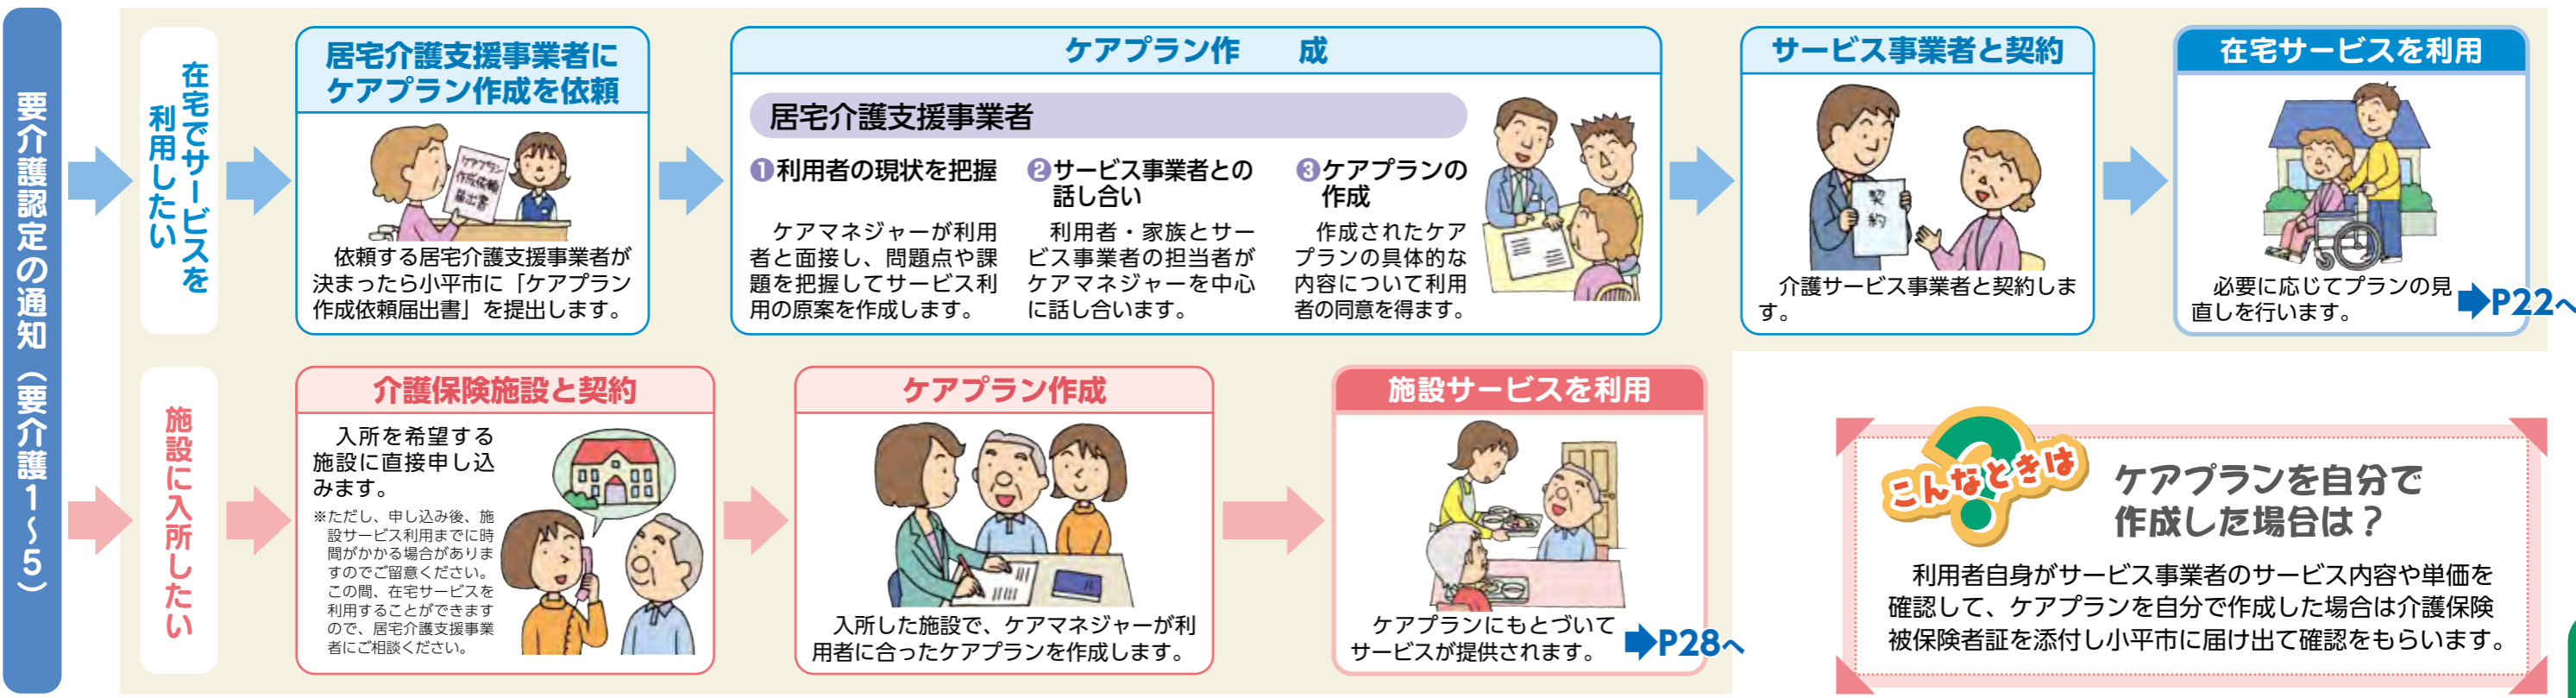 要介護認定の通知（要介護1～5）
在宅でサービスを
利用したい
居宅介護支援事業者に
ケアプラン作成を依頼
ケアプラン
作成依頼
届出書
依頼する居宅介護支援事業者が
決まったら小平市に「ケアプラン
作成依頼届出書」を提出します。
ケアプラン作　成
居宅介護支援事業者
❶利用者の現状を把握
ケアマネジャーが利用
者と面接し、問題点や課
題を把握してサービス利
用の原案を作成します。
❷サービス事業者との
話し合い
利用者・家族とサー
ビス事業者の担当者が
ケアマネジャーを中心
に話し合います。
❸ケアプランの
作成
作成されたケア
プランの具体的な
内容について利用
者の同意を得ます。
サービス事業者と契約
契約
介護サービス事業者と契約しま
す。
在宅サービスを利用
必要に応じてプランの見
直しを行います。
➡P22へ
施設に入所したい
介護保険施設と契約
入所を希望する
施設に直接申し込
みます。
※ただし、申し込み後、施
設サービス利用までに時
間がかかる場合がありま
すのでご留意ください。
この間、在宅サービスを
利用することができます
ので、居宅介護支援事業
者にご相談ください。
ケアプラン作成
入所した施設で、ケアマネジャーが利
用者に合ったケアプランを作成します。
施設サービスを利用
ケアプランにもとづいて
サービスが提供されます。
➡P28へ
?
こんなときは
ケアプランを自分で
作成した場合は？
利用者自身がサービス事業者のサービス内容や単価を
確認して、ケアプランを自分で作成した場合は介護保険
被保険者証を添付し小平市に届け出て確認をもらいます。